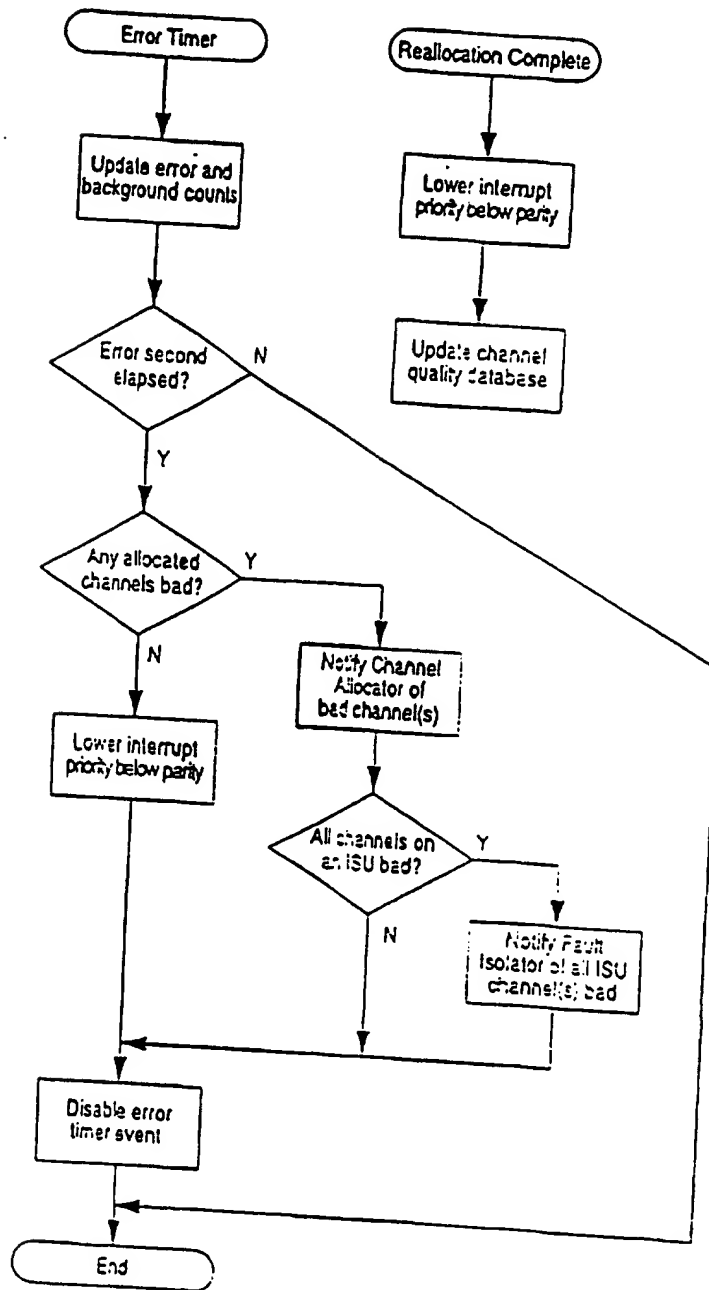 Error Timer
Update error and
background counts
Error second
elapsed?
N
Y
Any allocated
channels bad?
Y
N
Lower interrupt
priority below parity
Notify Channel
Allocator of
bad channel(s)
All channels on
an ISU bad?
Y
N
Notify Fault
Isolator of all ISU
channel(s) bad
Disable error
timer event
End
Reallocation Complete
Lower interrupt
priority below parity
Update channel
quality database